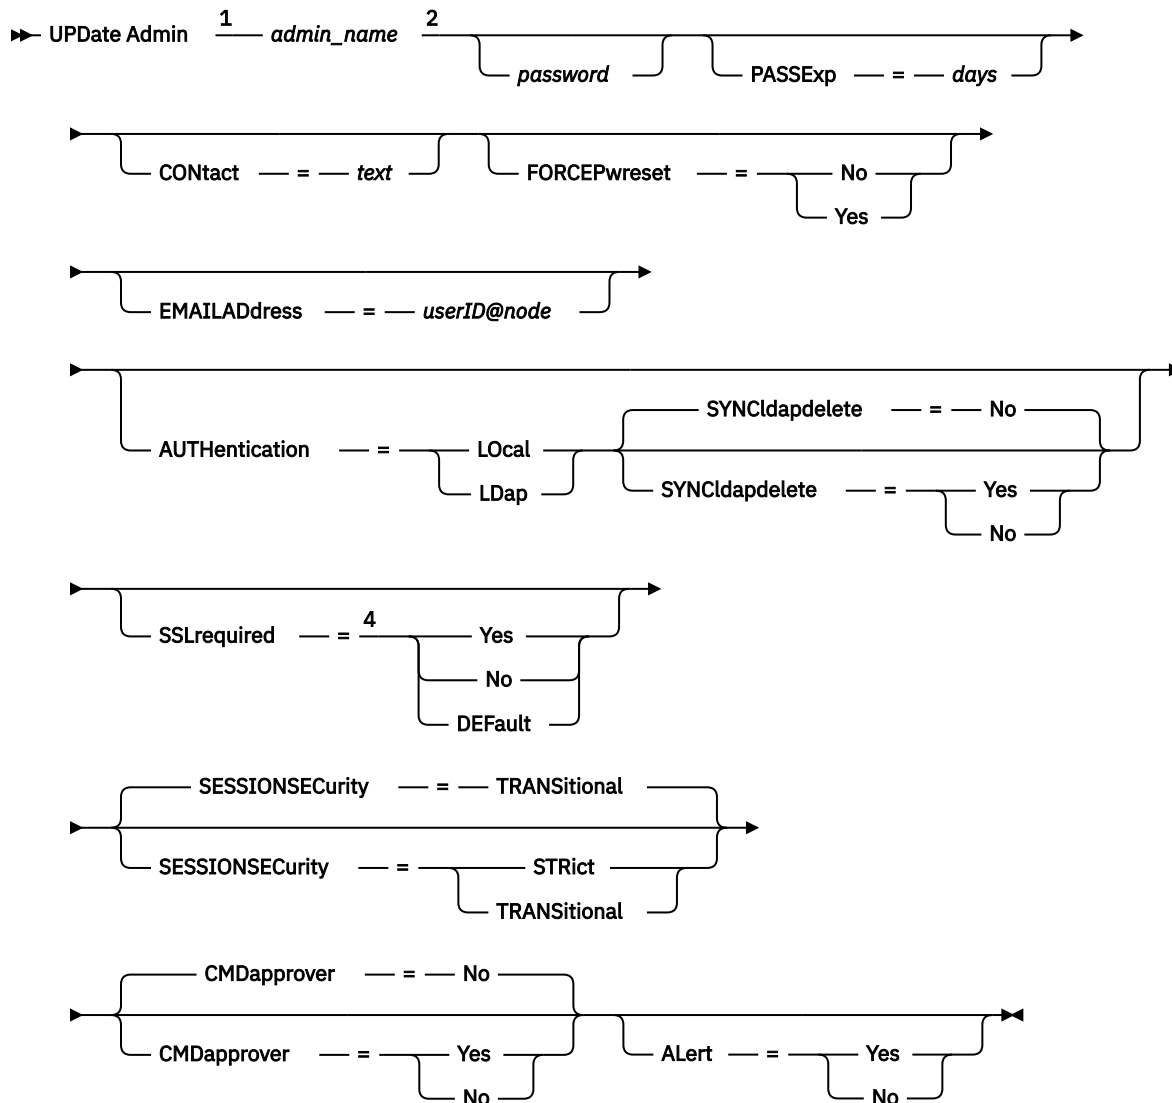 UPDate Admin 1 admin_name 2
password PASSExp = days
CONtact = text FORCEPwreset = No
Yes
EMAILADdress = userID@node
SYNCldapdelete = No
AUTHentication = LOcal
LDap SYNCldapdelete = Yes
No
SSLrequired = 4 Yes
No
DEFault
SESSIONSECurity = TRANSitional
SESSIONSECurity = STRict
TRANSitional
CMDapprover = No
CMDapprover = Yes ALert = Yes
No No